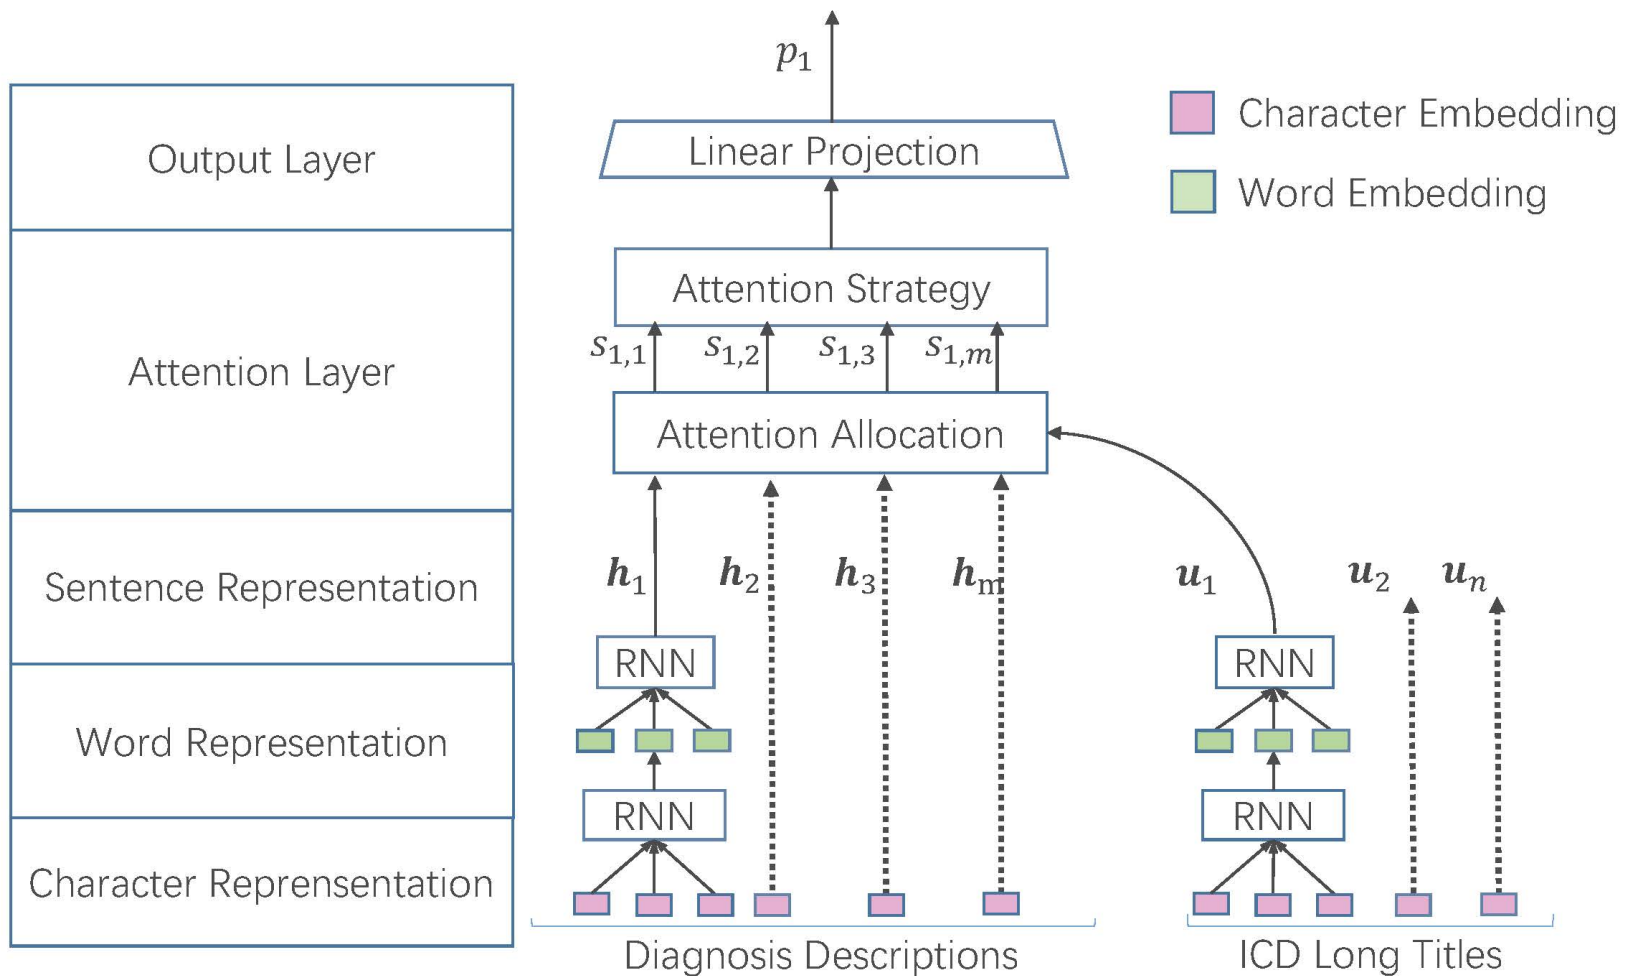 p₁
Output Layer
Linear Projection
Character Embedding
Word Embedding
Attention Layer
Attention Strategy
s₁,₁ s₁,₂ s₁,₃ s₁,ₘ
Attention Allocation
Sentence Representation
h₁ h₂ h₃ hₘ u₁ u₂ uₙ
RNN RNN
Word Representation
RNN RNN
Character Reprensentation
Diagnosis Descriptions
ICD Long Titles